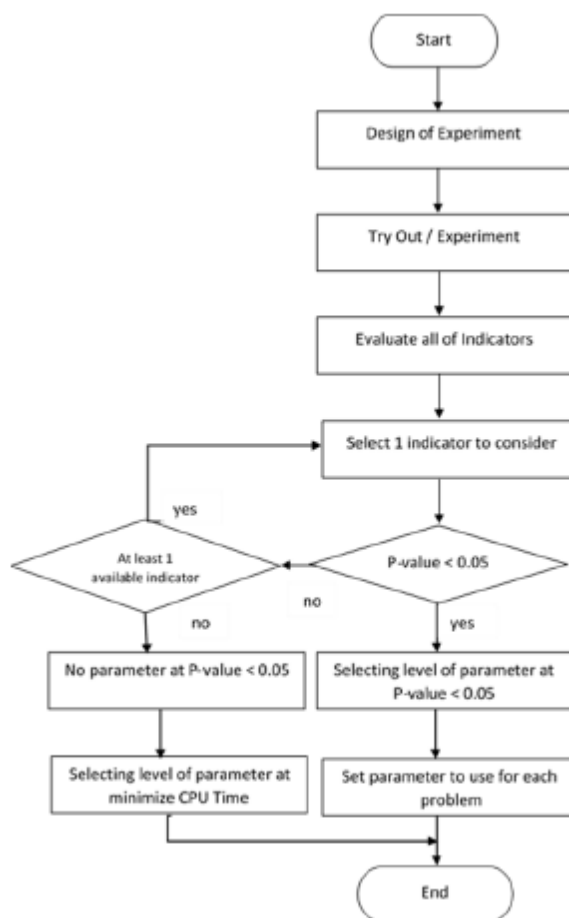 Start
Design of Experiment
Try Out / Experiment
Evaluate all of Indicators
Select 1 indicator to consider
yes
At least 1
available indicator
P-value < 0.05
no
no
yes
No parameter at P-value < 0.05
Selecting level of parameter at
P-value < 0.05
Selecting level of parameter at
minimize CPU Time
Set parameter to use for each
problem
End